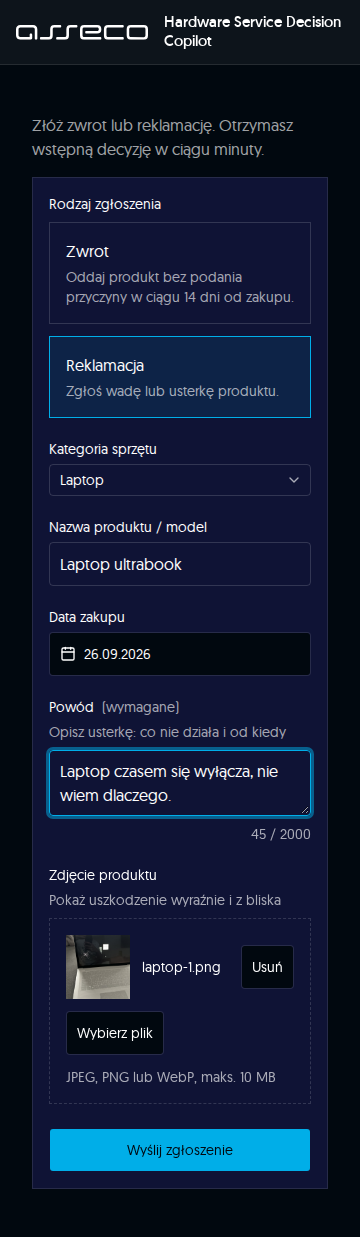 asseco
Hardware Service Decision
Copilot
Złóż zwrot lub reklamację. Otrzymasz
wstępną decyzję w ciągu minuty.
Rodzaj zgłoszenia
Zwrot
Oddaj produkt bez podania
przyczyny w ciągu 14 dni od zakupu.
Reklamacja
Zgłoś wadę lub usterkę produktu.
Kategoria sprzętu
Laptop
Nazwa produktu / model
Laptop ultrabook
Data zakupu
26.09.2026
Powód (wymagane)
Opisz usterkę: co nie działa i od kiedy
Laptop czasem się wyłącza, nie
wiem dlaczego.
45 / 2000
Zdjęcie produktu
Pokaż uszkodzenie wyraźnie i z bliska
laptop-1.png
Usuń
Wybierz plik
JPEG, PNG lub WebP, maks. 10 MB
Wyślij zgłoszenie